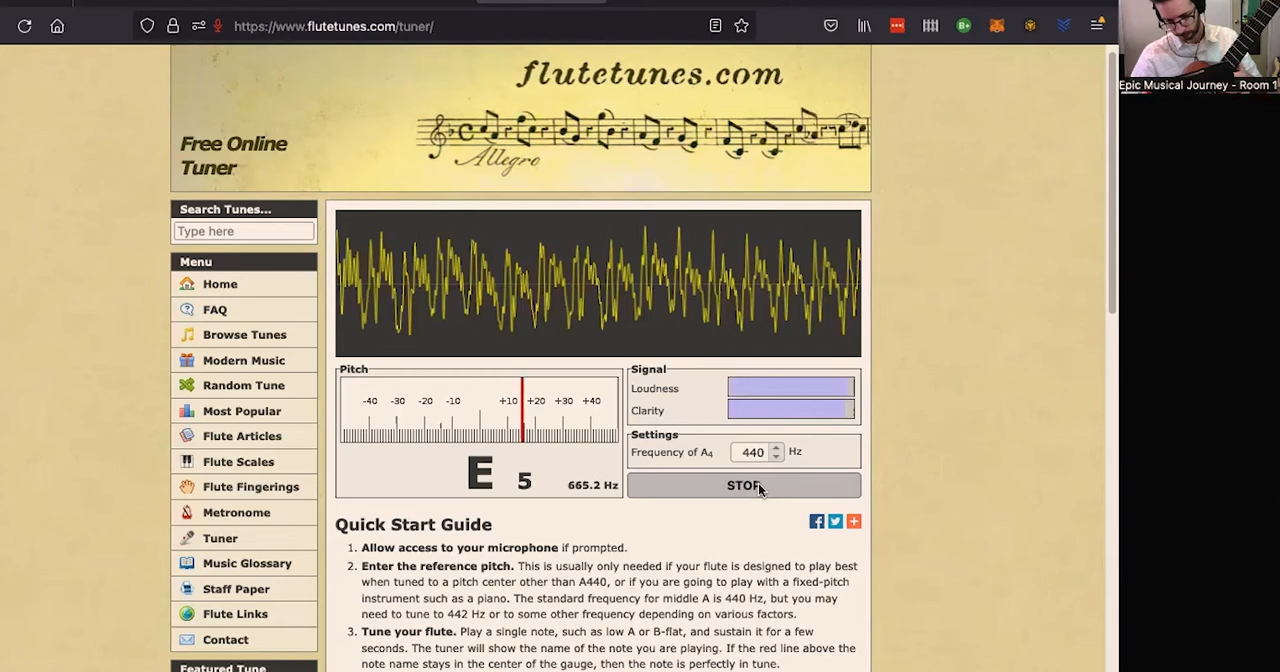 https://www.flutetunes.com/tuner/
B+
Epic Musical Journey - Room 1
flutetunes.com
Free Online
Tuner
Allegro
Search Tunes...
Type here
Menu
Home
FAQ
Browse Tunes
Modern Music
Random Tune
Most Popular
Flute Articles
Flute Scales
Flute Fingerings
Metronome
Tuner
Music Glossary
Staff Paper
Flute Links
Contact
Featured Tune
Pitch
-40 -30 -20 -10 +10 +20 +30 +40
E 5 665.2 Hz
Signal
Loudness
Clarity
Settings
Frequency of A4 440 Hz
STOP
Quick Start Guide
1. Allow access to your microphone if prompted.
2. Enter the reference pitch. This is usually only needed if your flute is designed to play best
when tuned to a pitch center other than A440, or if you are going to play with a fixed-pitch
instrument such as a piano. The standard frequency for middle A is 440 Hz, but you may
need to tune to 442 Hz or to some other frequency depending on various factors.
3. Tune your flute. Play a single note, such as low A or B-flat, and sustain it for a few
seconds. The tuner will show the name of the note you are playing. If the red line above the
note name stays in the center of the gauge, then the note is perfectly in tune.